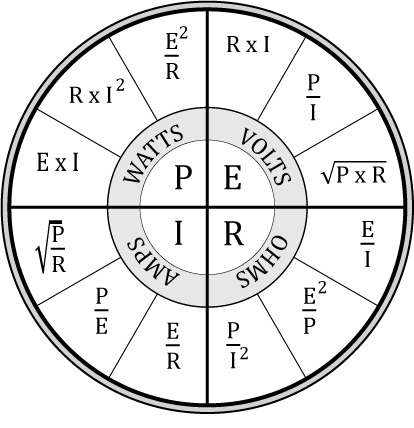 E²/R
R x I
R x I²
P/I
E x I
√(P x R)
WATTS
VOLTS
P
E
I
R
AMPS
OHMS
√(P/R)
E/I
P/E
E²/P
E/R
P/I²